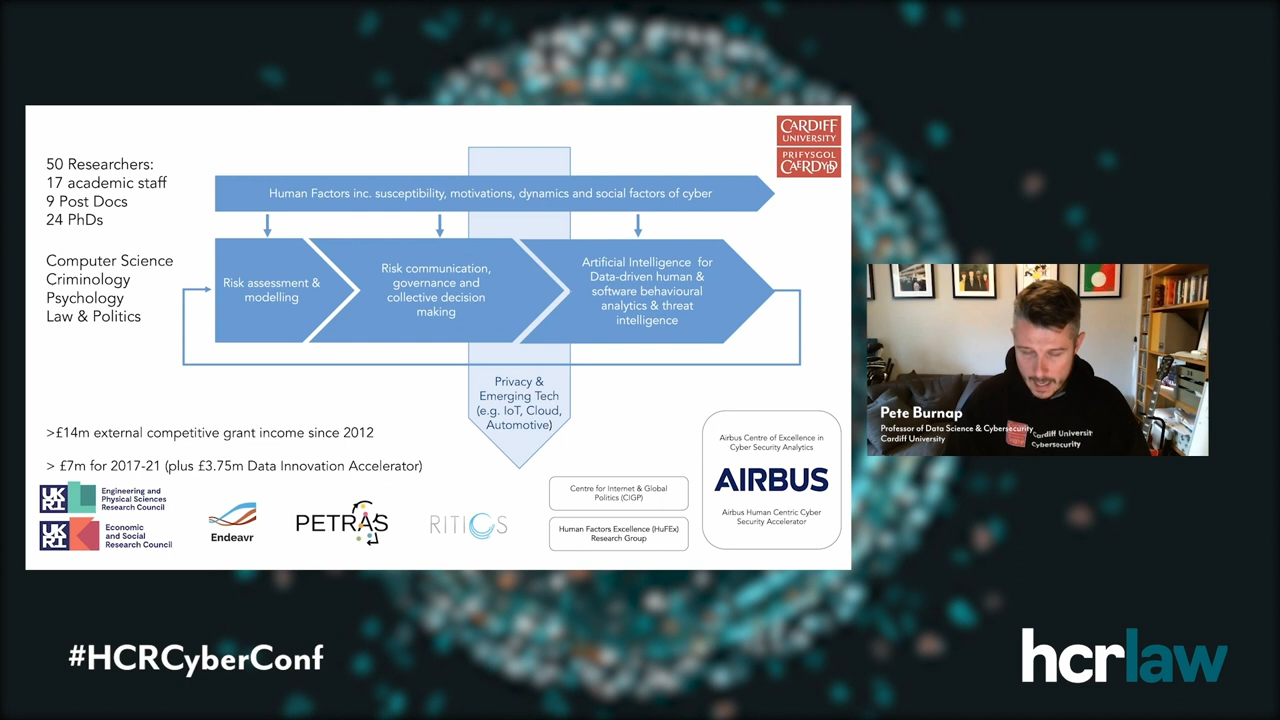 50 Researchers:
17 academic staff
9 Post Docs
24 PhDs
Computer Science
Criminology
Psychology
Law & Politics
CARDIFF
UNIVERSITY
PRIFYSGOL
CAERDYDD
Human Factors inc. susceptibility, motivations, dynamics and social factors of cyber
Risk assessment &
modelling
Risk communication,
governance and
collective decision
making
Artificial Intelligence for
Data-driven human &
software behavioural
analytics & threat
intelligence
Privacy &
Emerging Tech
(e.g. IoT, Cloud,
Automotive)
>£14m external competitive grant income since 2012
> £7m for 2017-21 (plus £3.75m Data Innovation Accelerator)
UKRI
Engineering and
Physical Sciences
Research Council
UKRI
Economic
and Social
Research Council
Endeavr
PETRAS
RITICS
Centre for Internet & Global
Politics (CIGP)
Human Factors Excellence (HuFEx)
Research Group
Airbus Centre of Excellence in
Cyber Security Analytics
AIRBUS
Airbus Human Centric Cyber
Security Accelerator
Pete Burnap
Professor of Data Science & Cybersecurity
Cardiff University
Cardiff University
Cybersecurity
#HCRCyberConf
hcrlaw